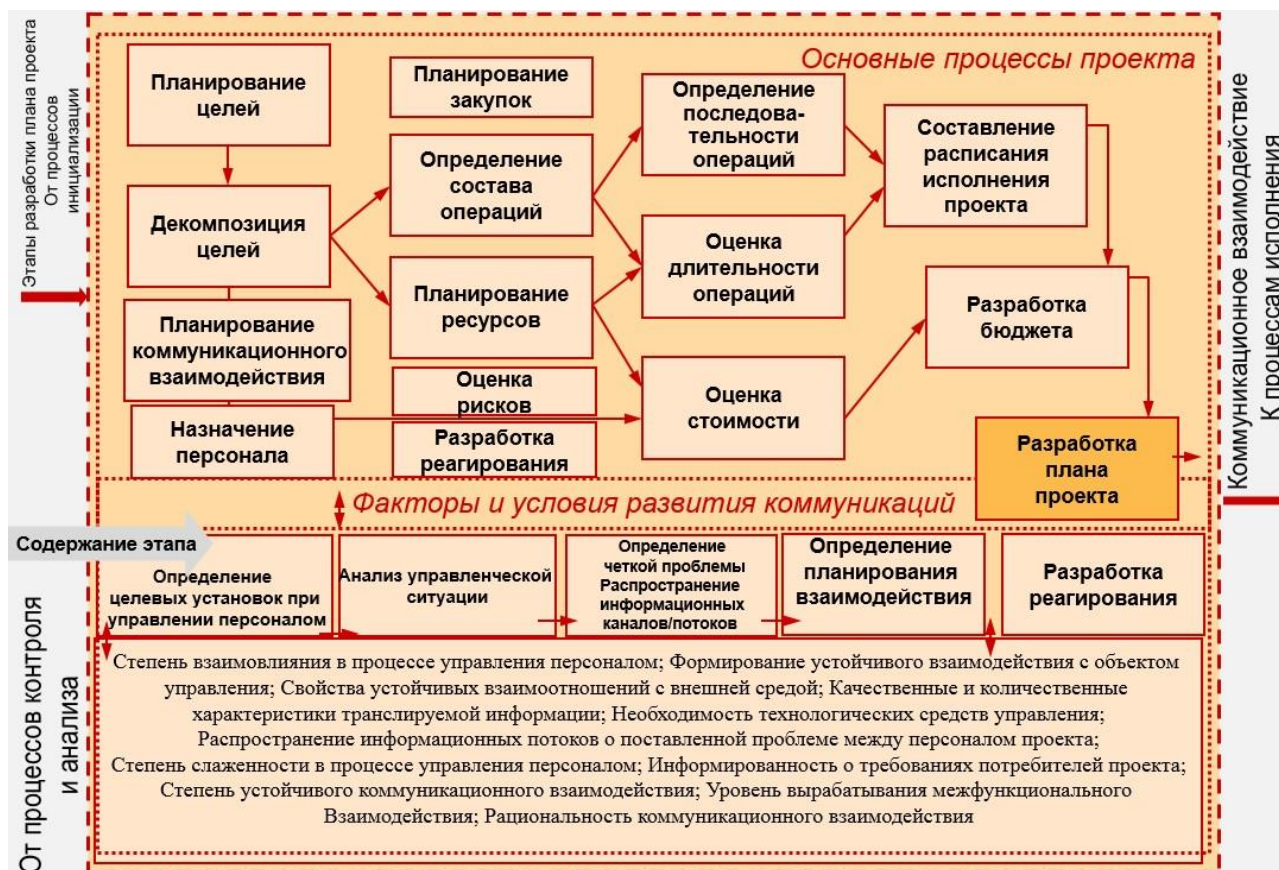 Этапы разработки плана проекта
От процессов
инициализации
Основные процессы проекта
Планирование
целей
Планирование
закупок
Определение
последова-
тельности
операций
Составление
расписания
исполнения
проекта
Декомпозиция
целей
Определение
состава
операций
Оценка
длительности
операций
Планирование
ресурсов
Разработка
бюджета
Планирование
коммуникационного
взаимодействия
Оценка
рисков
Оценка
стоимости
Назначение
персонала
Разработка
реагирования
Разработка
плана
проекта
Коммуникационное взаимодействие
К процессам исполнения
Факторы и условия развития коммуникаций
Содержание этапа
Определение
целевых установок при
управлении персоналом
Анализ управленческой
ситуации
Определение
четкой проблемы
Распространение
информационных
каналов/потоков
Определение
планирования
взаимодействия
Разработка
реагирования
От процессов контроля
и анализа
Степень взаимовлияния в процессе управления персоналом; Формирование устойчивого взаимодействия с объектом
управления; Свойства устойчивых взаимоотношений с внешней средой; Качественные и количественные
характеристики транслируемой информации; Необходимость технологических средств управления;
Распространение информационных потоков о поставленной проблеме между персоналом проекта;
Степень слаженности в процессе управления персоналом; Информированность о требованиях потребителей проекта;
Степень устойчивого коммуникационного взаимодействия; Уровень вырабатывания межфункционального
Взаимодействия; Рациональность коммуникационного взаимодействия